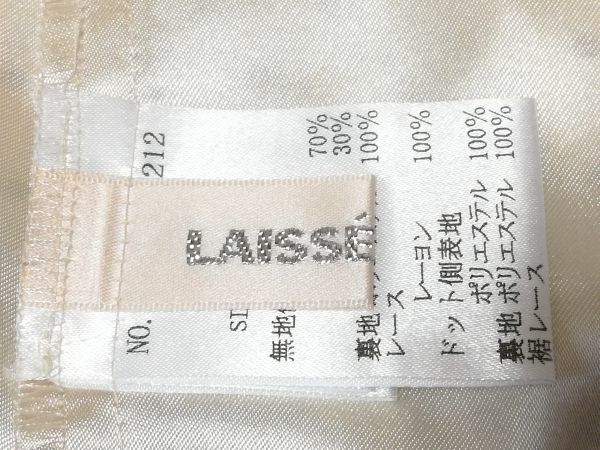 LAISSÉ
NO. 212
無地側
70%
30%
裏地 100%
レース
レーヨン 100%
ドット側表地
ポリエステル 100%
裏地 ポリエステル 100%
裾レース